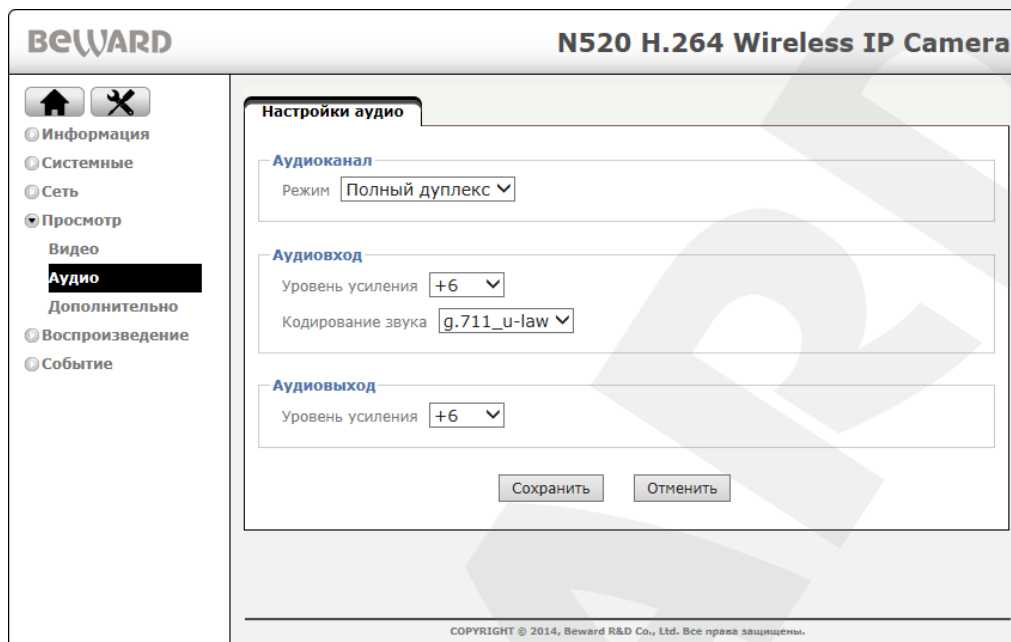 BEWARD
N520 H.264 Wireless IP Camera
Информация
Системные
Сеть
Просмотр
Видео
Аудио
Дополнительно
Воспроизведение
Событие
Настройки аудио
Аудиоканал
Режим Полный дуплекс
Аудиовход
Уровень усиления +6
Кодирование звука g.711_u-law
Аудиовыход
Уровень усиления +6
Сохранить Отменить
COPYRIGHT © 2014, Beward R&D Co., Ltd. Все права защищены.